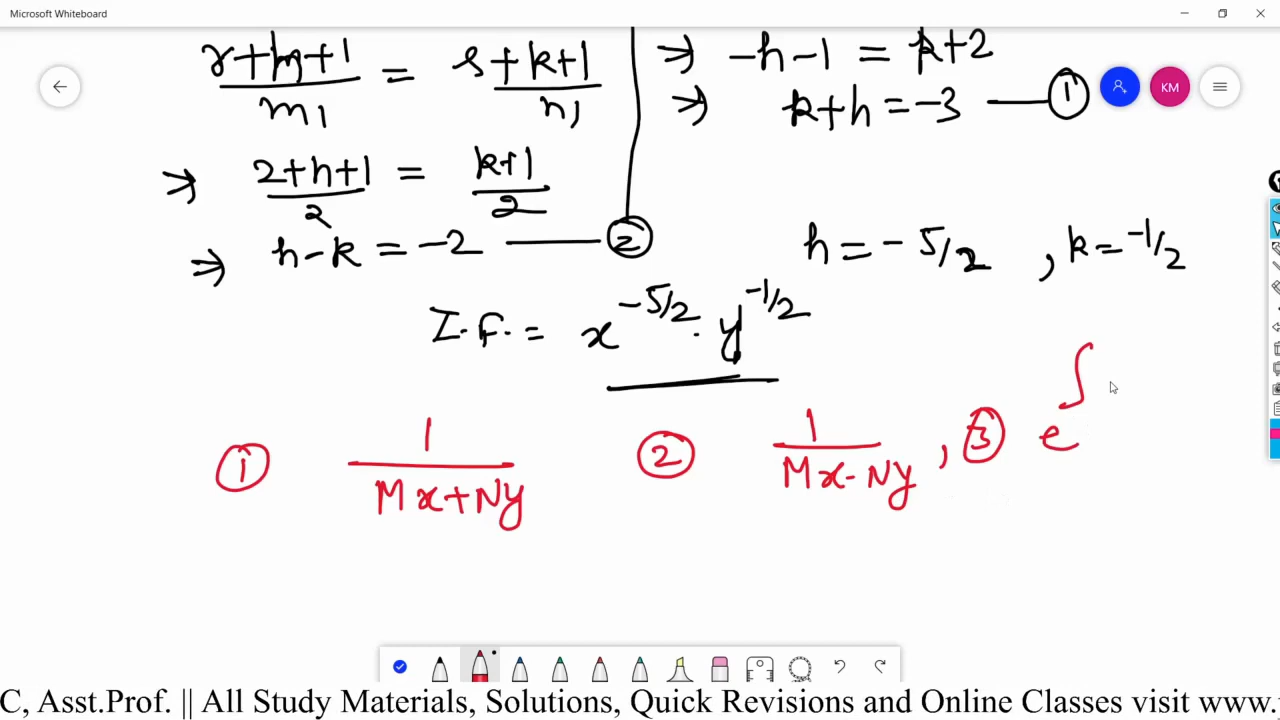 Microsoft Whiteboard
(r+h+1)/m1 = (s+k+1)/n1
⇒ (2+h+1)/2 = (k+1)/2
⇒ h-k = -2 —— ②
⇒ -h-1 = k+2
⇒ k+h = -3 —— ①
h = -5/2 , k = -1/2
I.F. = x^(-5/2) . y^(-1/2)
① 1/(Mx+Ny) ② 1/(Mx-Ny) , ③ e^∫
KM
C, Asst.Prof. || All Study Materials, Solutions, Quick Revisions and Online Classes visit www.